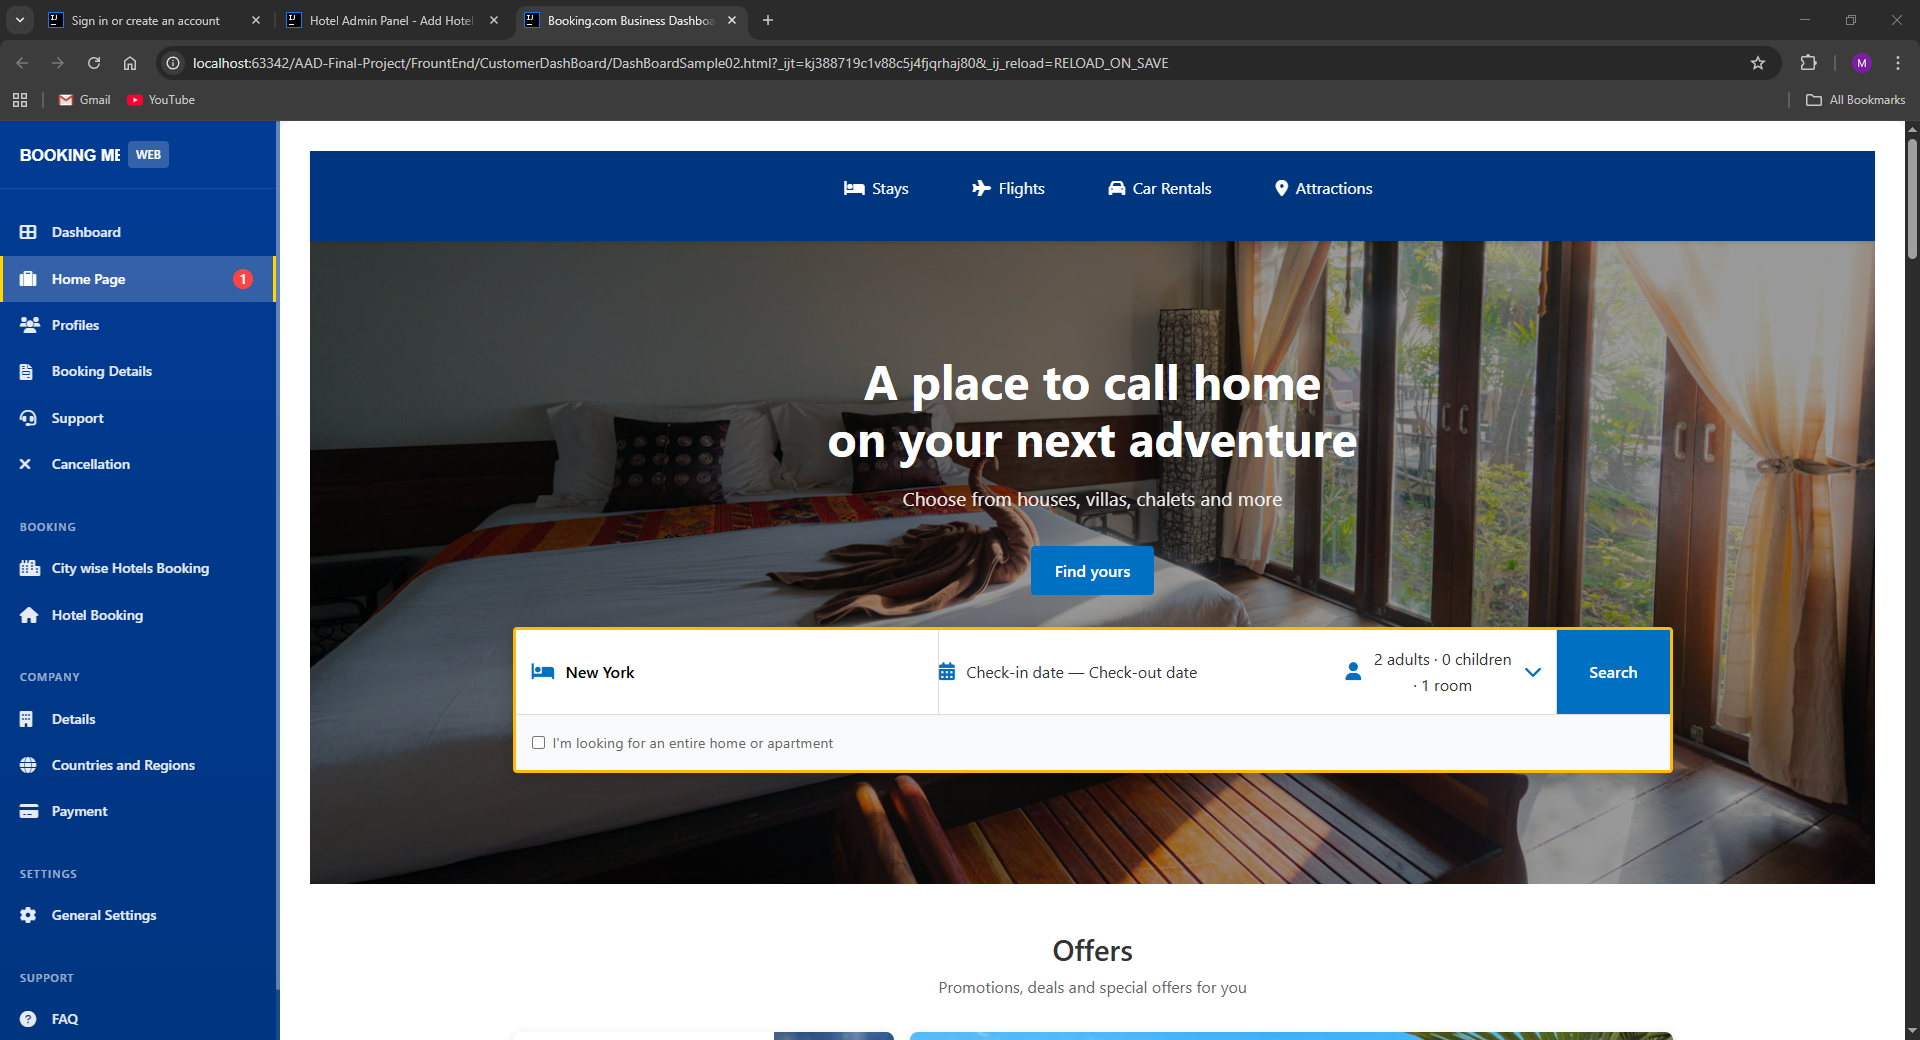 Sign in or create an account
Hotel Admin Panel - Add Hotel
Booking.com Business Dashboa
localhost:63342/AAD-Final-Project/FrountEnd/CustomerDashBoard/DashBoardSample02.html?_ijt=kj388719c1v88c5j4fjqrhaj80&_ij_reload=RELOAD_ON_SAVE
M
Gmail
YouTube
All Bookmarks
BOOKING ME
WEB
Dashboard
Home Page
1
Profiles
Booking Details
Support
Cancellation
BOOKING
City wise Hotels Booking
Hotel Booking
COMPANY
Details
Countries and Regions
Payment
SETTINGS
General Settings
SUPPORT
FAQ
Stays
Flights
Car Rentals
Attractions
A place to call home
on your next adventure
Choose from houses, villas, chalets and more
Find yours
New York
Check-in date — Check-out date
2 adults · 0 children
· 1 room
Search
I'm looking for an entire home or apartment
Offers
Promotions, deals and special offers for you